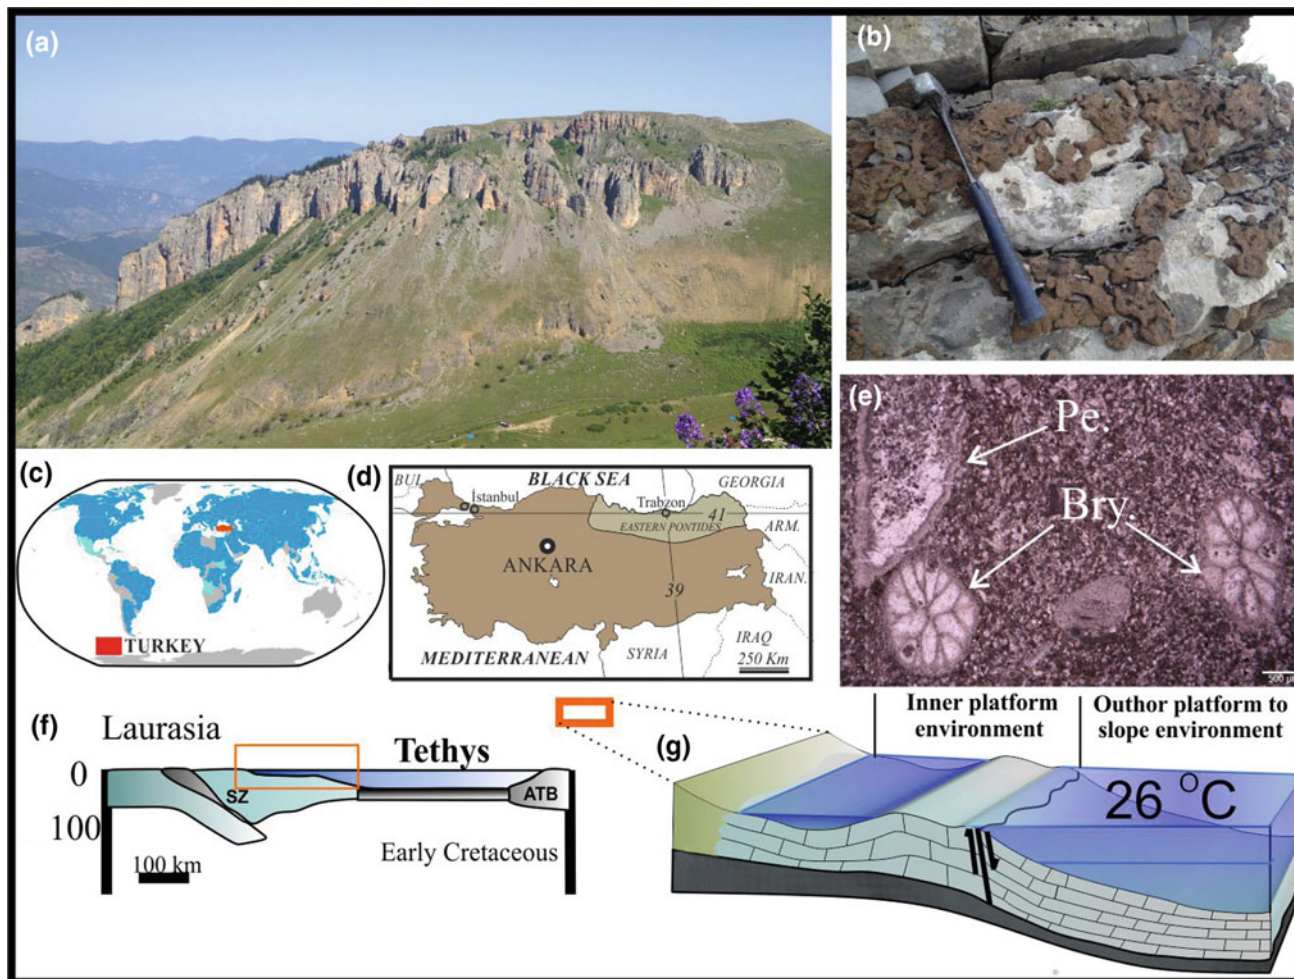 (a)
(b)
(e)
Pe.
Bry.
500 µm
(c)
TURKEY
(d)
BUL
BLACK SEA
GEORGIA
İstanbul
Trabzon
41
EASTERN PONTIDES
ARM.
ANKARA
39
IRAN.
IRAQ
SYRIA
MEDITERRANEAN
250 Km
(f)
Laurasia
Tethys
0
SZ
ATB
100
Early Cretaceous
100 km
(g)
Inner platform
environment
Outhor platform to
slope environment
26 °C